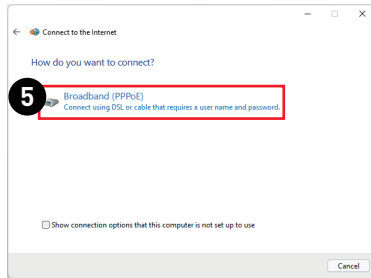 Connect to the Internet
How do you want to connect?
5
Broadband (PPPoE)
Connect using DSL or cable that requires a user name and password.
Show connection options that this computer is not set up to use
Cancel